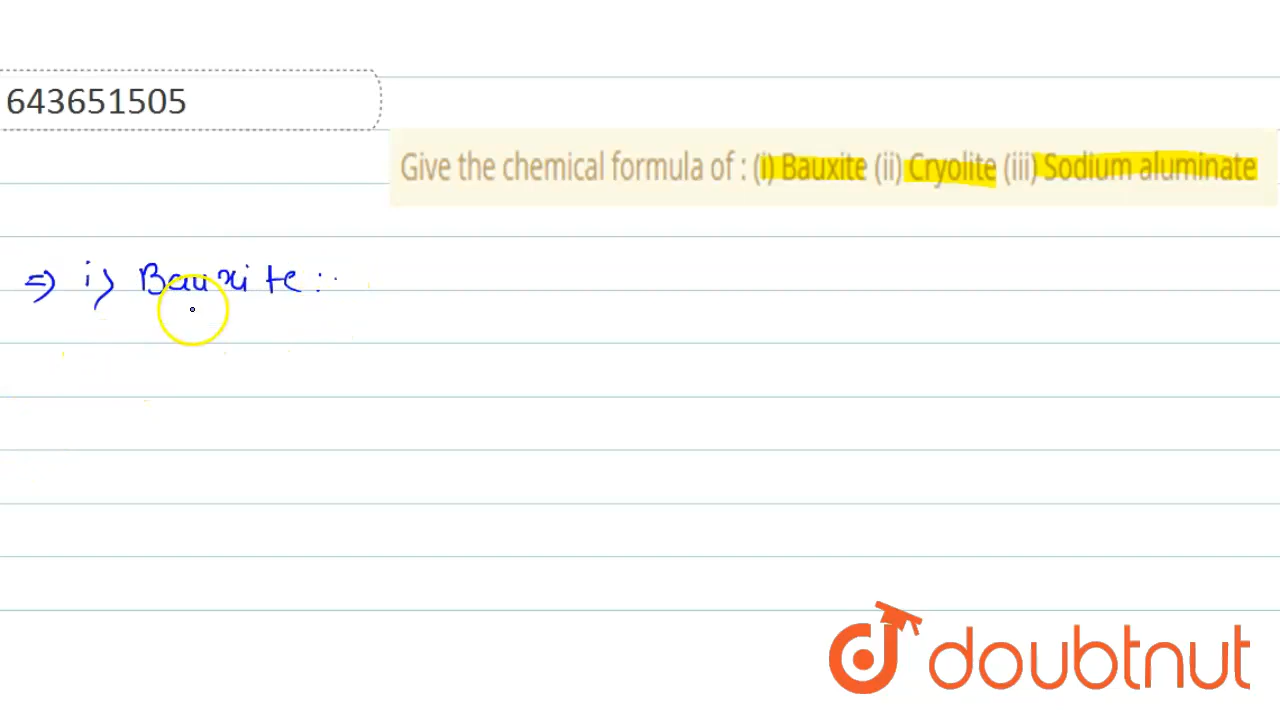 643651505
Give the chemical formula of : (i) Bauxite (ii) Cryolite (iii) Sodium aluminate
⇒ i) Bauxite :-
doubtnut